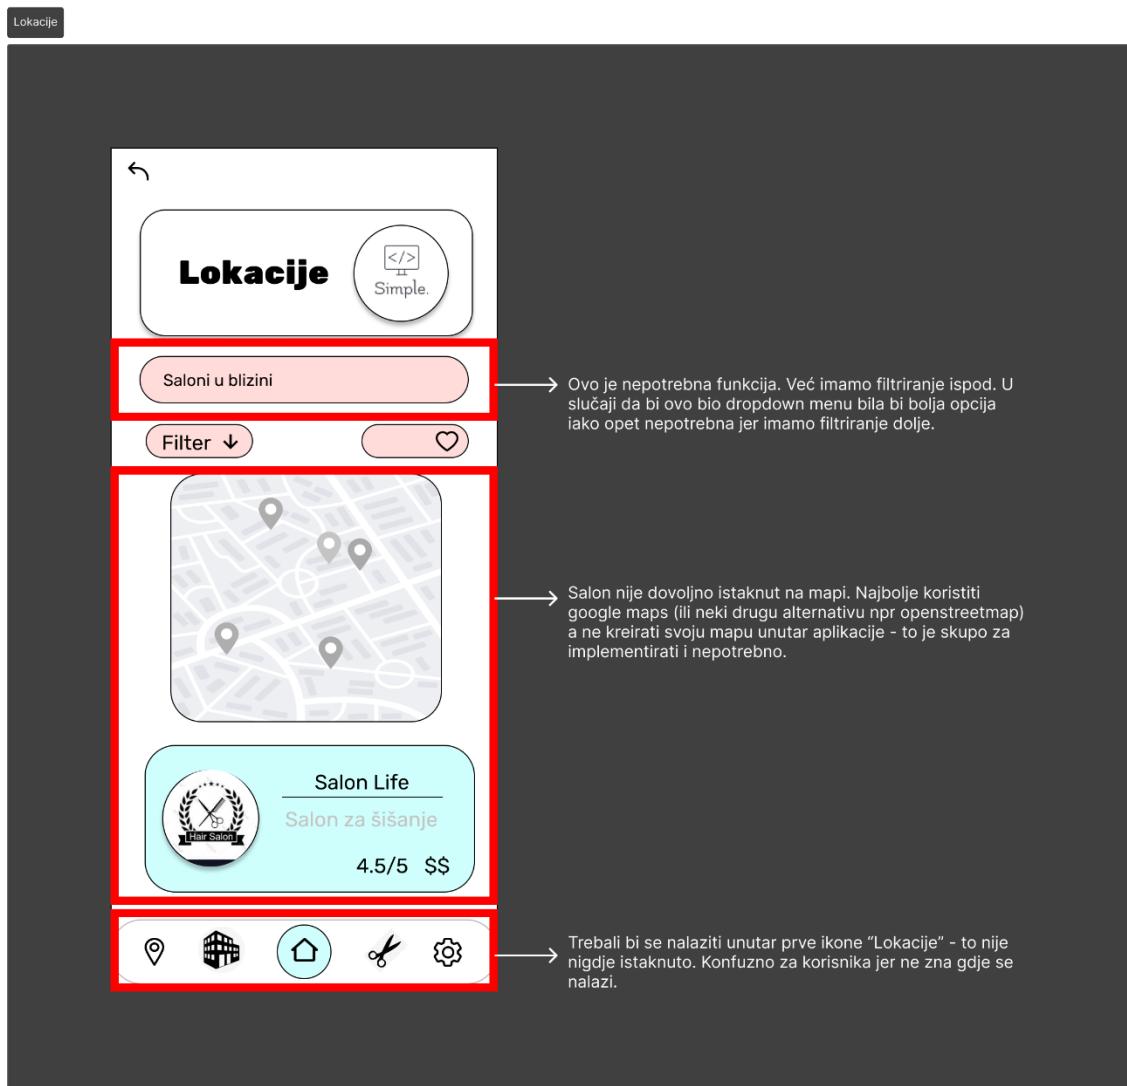 Lokacije
Lokacije
</>
Simple.
Saloni u blizini
Ovo je nepotrebna funkcija. Već imamo filtriranje ispod. U
slučaji da bi ovo bio dropdown menu bila bi bolja opcija
iako opet nepotrebna jer imamo filtriranje dolje.
Filter ↓
Salon nije dovoljno istaknut na mapi. Najbolje koristiti
google maps (ili neki drugu alternativu npr openstreetmap)
a ne kreirati svoju mapu unutar aplikacije - to je skupo za
implementirati i nepotrebno.
Salon Life
Salon za šišanje
Hair Salon
4.5/5 $$
Trebali bi se nalaziti unutar prve ikone “Lokacije” - to nije
nigdje istaknuto. Konfuzno za korisnika jer ne zna gdje se
nalazi.